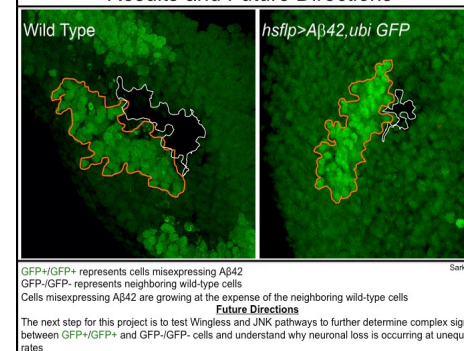 Results and Future Directions
Wild Type
hsflp>Aβ42,ubi GFP
Sark
GFP+/GFP+ represents cells misexpressing Aβ42
GFP-/GFP- represents neighboring wild-type cells
Cells misexpressing Aβ42 are growing at the expense of the neighboring wild-type cells
Future Directions
The next step for this project is to test Wingless and JNK pathways to further determine complex sign
between GFP+/GFP+ and GFP-/GFP- cells and understand why neuronal loss is occurring at unequ
rates